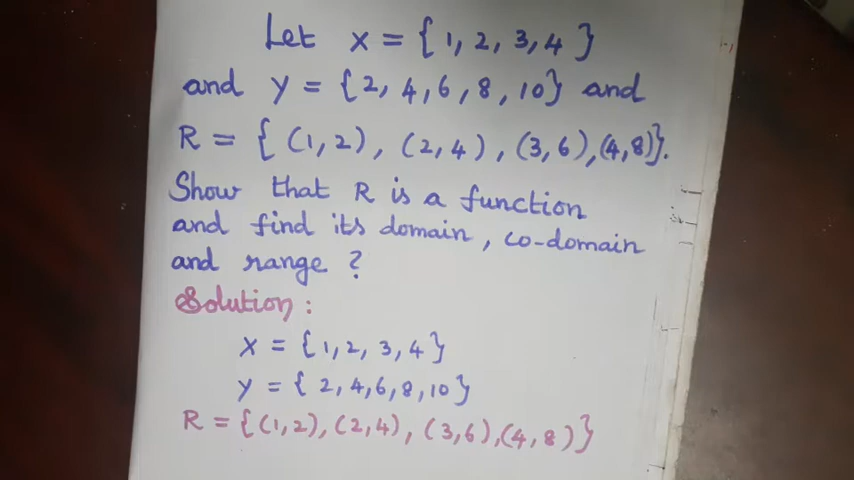 Let x = { 1, 2, 3, 4 }
and y = {2, 4, 6, 8, 10} and
R = { (1, 2), (2, 4), (3, 6), (4, 8)}.
Show that R is a function
and find its domain, co-domain
and range ?
Solution :
x = { 1, 2, 3, 4}
y = { 2, 4, 6, 8, 10}
R = {(1, 2), (2, 4), (3, 6), (4, 8)}